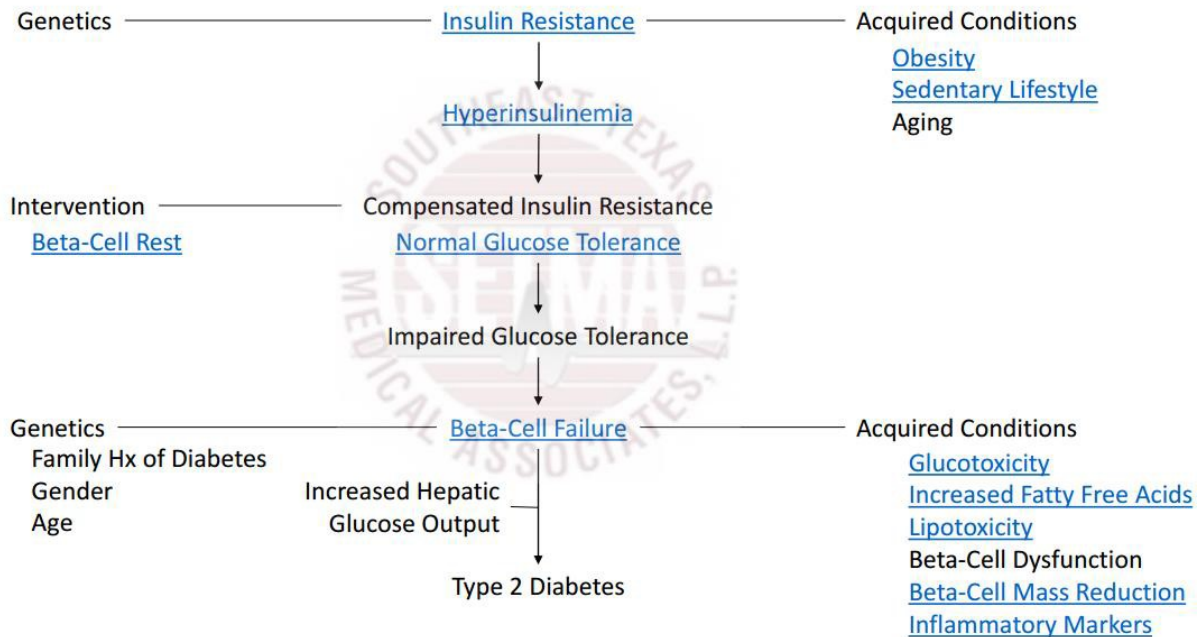 Genetics Insulin Resistance Acquired Conditions
Obesity
Sedentary Lifestyle
Hyperinsulinemia
Aging
Intervention Compensated Insulin Resistance
Beta-Cell Rest Normal Glucose Tolerance
Impaired Glucose Tolerance
Genetics Beta-Cell Failure Acquired Conditions
Family Hx of Diabetes
Glucotoxicity
Gender Increased Hepatic Increased Fatty Free Acids
Age Glucose Output Lipotoxicity
Beta-Cell Dysfunction
Type 2 Diabetes Beta-Cell Mass Reduction
Inflammatory Markers
SOUTHEAST TEXAS
SETMA
MEDICAL ASSOCIATES, L.L.P.